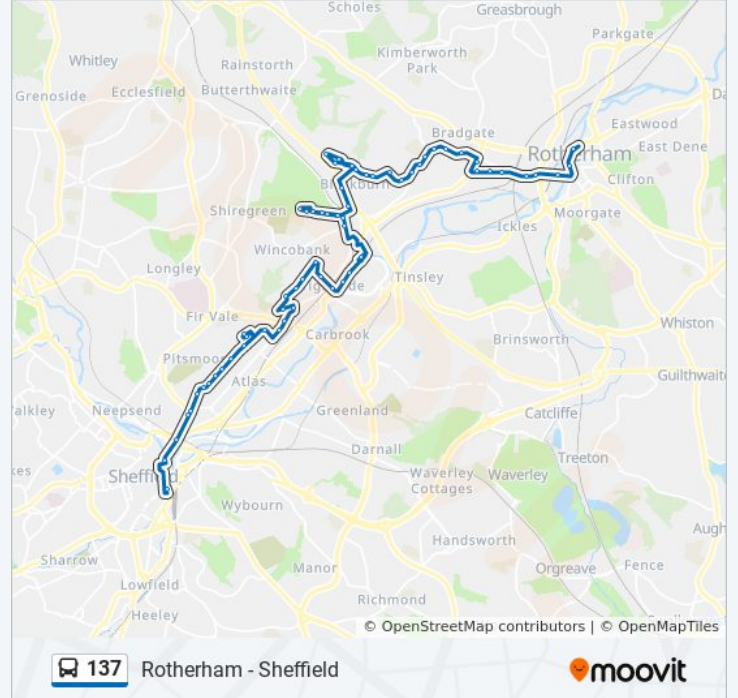 Scholes
Greasbrough
Parkgate
Whitley
Kimberworth
Park
Rainstorth
Grenoside
Ecclesfield
Butterthwaite
Eastwood
Bradgate
Rotherham
East Dene
Clifton
Shiregreen
Moorgate
Ickles
Wincobank
Longley
Tinsley
Fir Vale
Whiston
Carbrook
Brinsworth
Pitsmoor
Atlas
Guilthwait
Neepsend
Greenland
Catcliffe
Darnall
Treeton
Sheffield
Waverley
Cottages
Waverley
Wybourn
Handsworth
Sharrow
Manor
Orgreave
Fence
Lowfield
Richmond
Heeley
© OpenStreetMap contributors | © OpenMapTiles
137 Rotherham - Sheffield
moovit